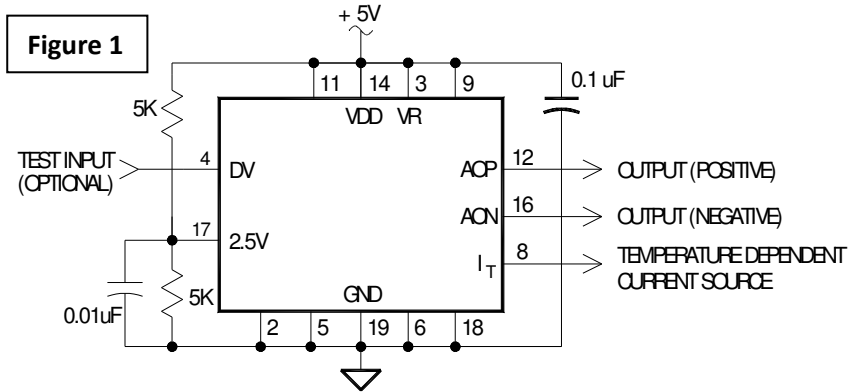 Figure 1
+ 5V
11 14 3 9
0.1 uF
5K
VDD VR
TEST INPUT
(OPTIONAL)
4
DV
AOP
12
OUTPUT (POSITIVE)
AON
16
OUTPUT (NEGATIVE)
17
2.5V
IT
8
TEMPERATURE DEPENDENT
CURRENT SOURCE
0.01uF
5K
GND
2 5 19 6 18